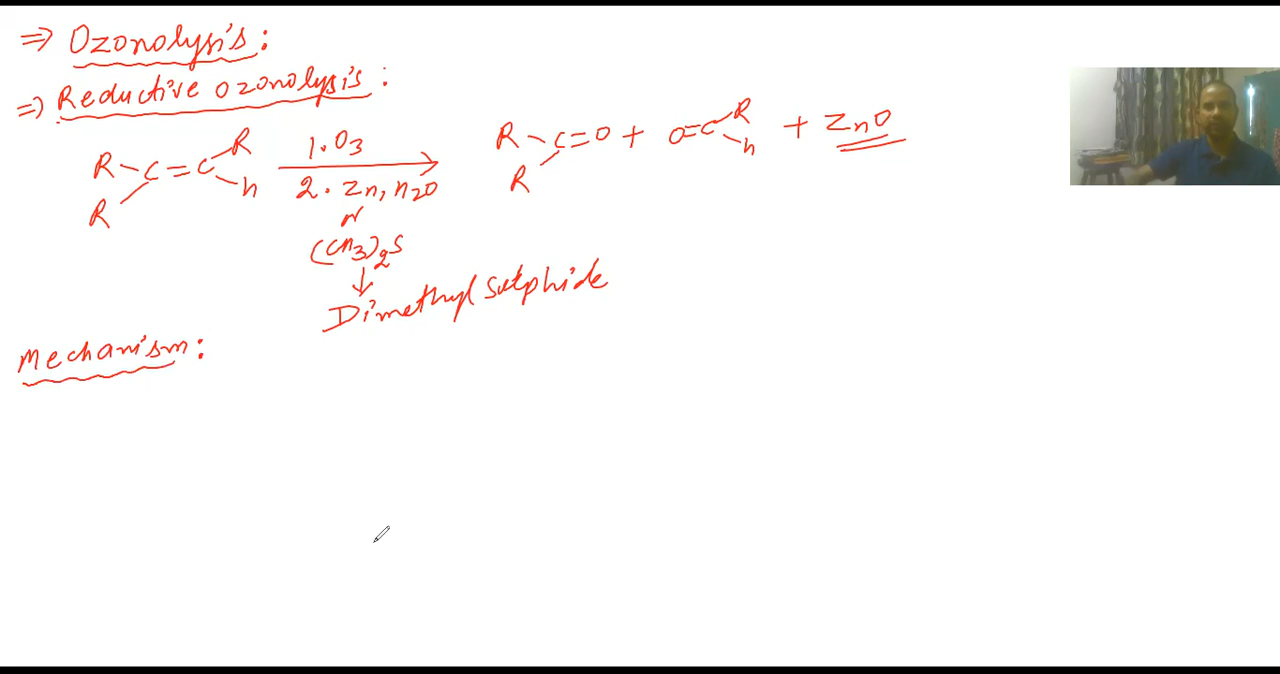 ⇒ Ozonolysis:
⇒ Reductive ozonolysis:
R-C=C-R 1. O3 R-C=O + O=C-R + ZnO
R H 2. Zn, H2O R H
or
(CH3)2S
↓
Dimethyl sulphide
Mechanism: